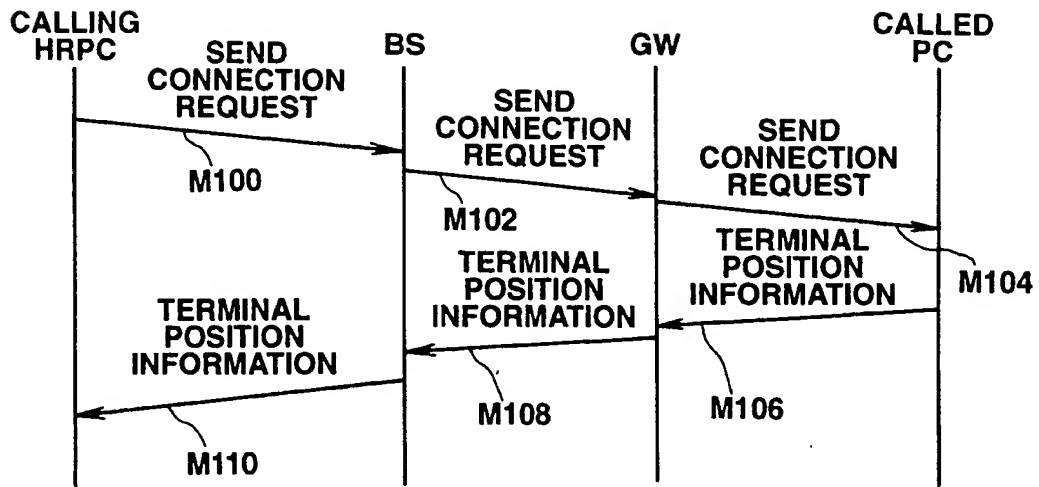 CALLING
HRPC
BS
GW
CALLED
PC
SEND
CONNECTION
REQUEST
M100
SEND
CONNECTION
REQUEST
M102
SEND
CONNECTION
REQUEST
M104
TERMINAL
POSITION
INFORMATION
M106
TERMINAL
POSITION
INFORMATION
M108
TERMINAL
POSITION
INFORMATION
M110